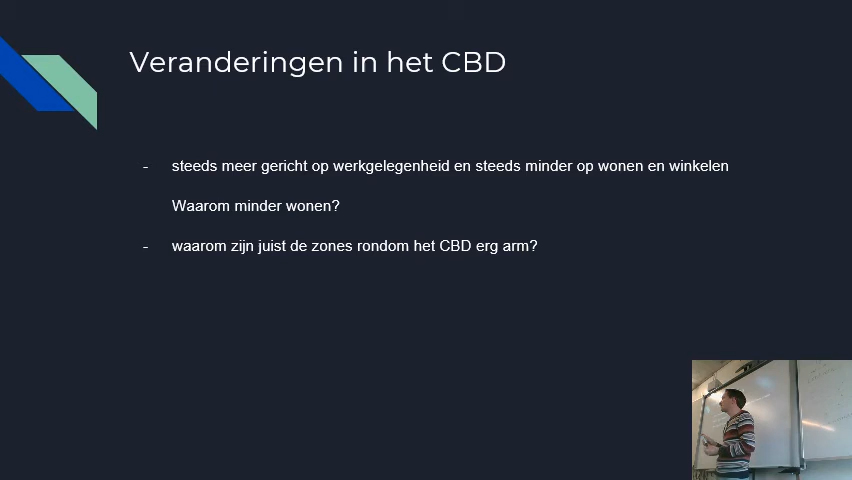 Veranderingen in het CBD
- steeds meer gericht op werkgelegenheid en steeds minder op wonen en winkelen
Waarom minder wonen?
- waarom zijn juist de zones rondom het CBD erg arm?